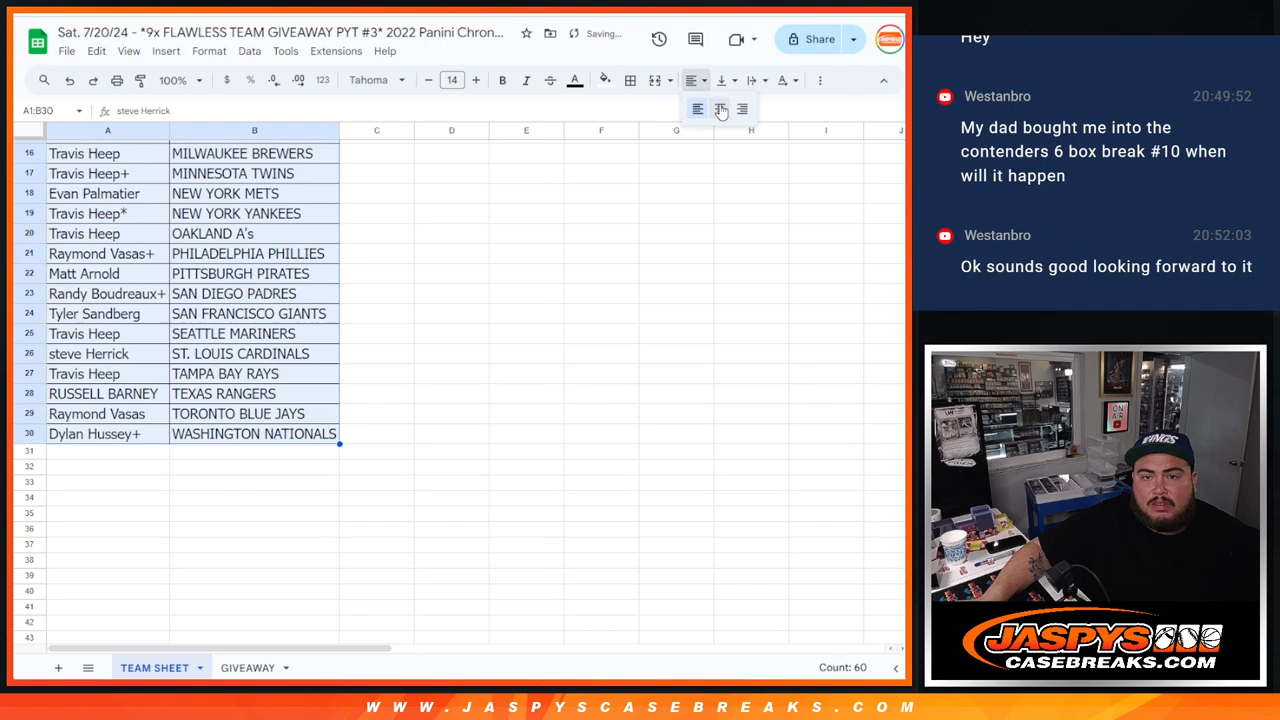 Sat. 7/20/24 - *9x FLAWLESS TEAM GIVEAWAY PYT #3* 2022 Panini Chron...
Saving...
Share
File Edit View Insert Format Data Tools Extensions Help
100% $ % .0 .00 123 Tahoma 14 B I A
A1:B30 fx steve Herrick
A B C D E F G H I J
16 Travis Heep MILWAUKEE BREWERS
17 Travis Heep+ MINNESOTA TWINS
18 Evan Palmatier NEW YORK METS
19 Travis Heep* NEW YORK YANKEES
20 Travis Heep OAKLAND A's
21 Raymond Vasas+ PHILADELPHIA PHILLIES
22 Matt Arnold PITTSBURGH PIRATES
23 Randy Boudreaux+ SAN DIEGO PADRES
24 Tyler Sandberg SAN FRANCISCO GIANTS
25 Travis Heep SEATTLE MARINERS
26 steve Herrick ST. LOUIS CARDINALS
27 Travis Heep TAMPA BAY RAYS
28 RUSSELL BARNEY TEXAS RANGERS
29 Raymond Vasas TORONTO BLUE JAYS
30 Dylan Hussey+ WASHINGTON NATIONALS
31
32
33
34
35
36
37
38
39
40
41
42
43
TEAM SHEET GIVEAWAY Count: 60
Hey
Westanbro 20:49:52
My dad bought me into the
contenders 6 box break #10 when
will it happen
Westanbro 20:52:03
Ok sounds good looking forward to it
ON
AIR
KINGS
JASPYS
CASEBREAKS.COM
WWW.JASPYSCASEBREAKS.COM